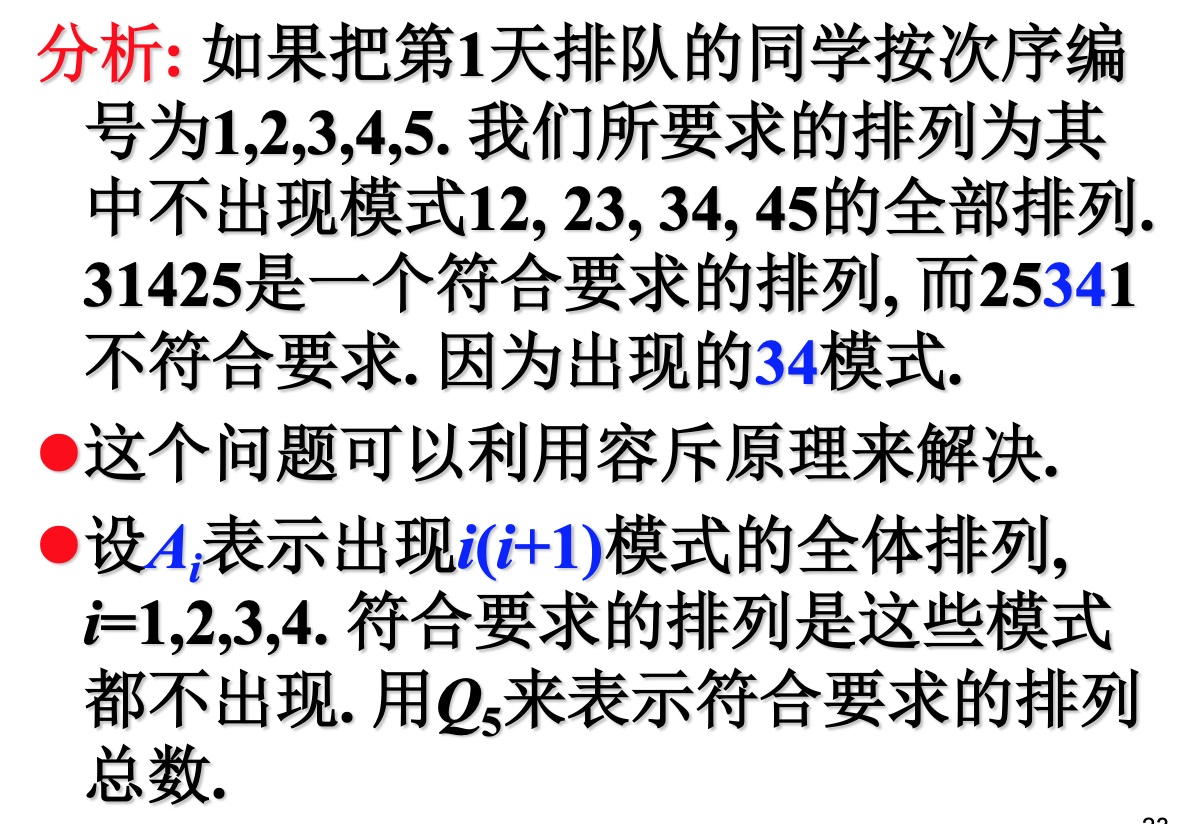 分析: 如果把第1天排队的同学按次序编
号为1,2,3,4,5. 我们所要求的排列为其
中不出现模式12, 23, 34, 45的全部排列.
31425是一个符合要求的排列, 而25341
不符合要求. 因为出现的34模式.
●这个问题可以利用容斥原理来解决.
●设Ai表示出现i(i+1)模式的全体排列,
i=1,2,3,4. 符合要求的排列是这些模式
都不出现. 用Q5来表示符合要求的排列
总数.